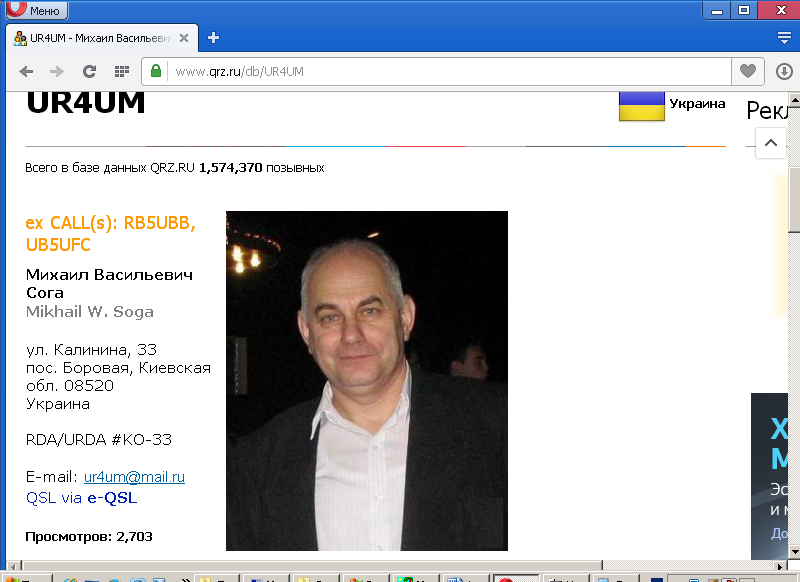 Меню
UR4UM - Михаил Васильеви
www.qrz.ru/db/UR4UM
UR4UM
Украина
Рекл
Всего в базе данных QRZ.RU 1,574,370 позывных
ex CALL(s): RB5UBB,
UB5UFC
Михаил Васильевич
Сога
Mikhail W. Soga
ул. Калинина, 33
пос. Боровая, Киевская
обл. 08520
Украина
RDA/URDA #KO-33
E-mail: ur4um@mail.ru
QSL via e-QSL
Просмотров: 2,703
Х
М
Эс
и м
До